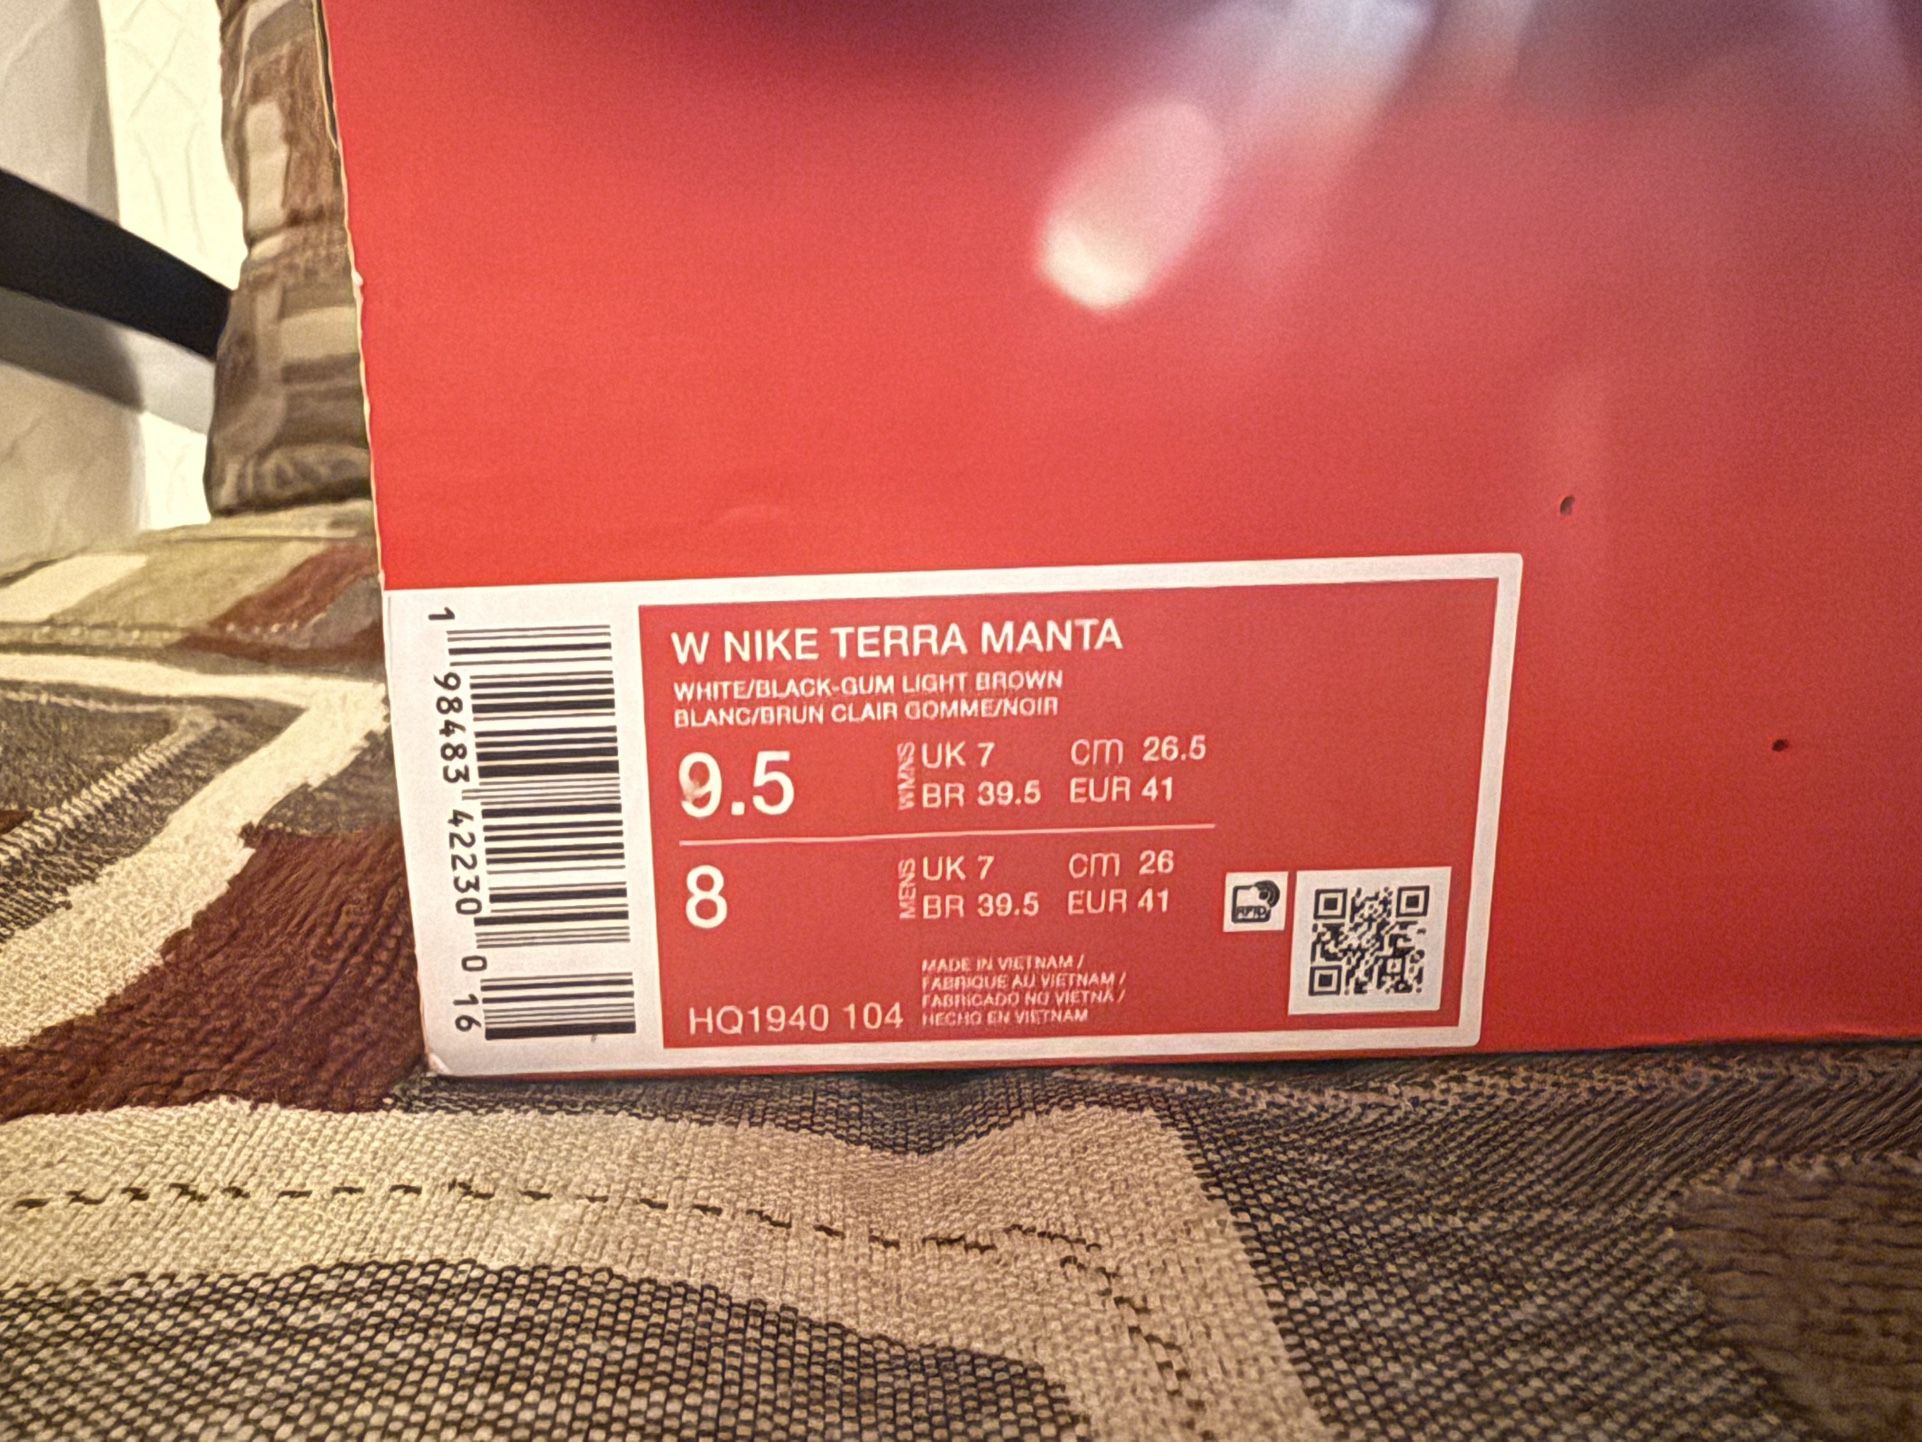 1 98483 42230 0 16
W NIKE TERRA MANTA
WHITE/BLACK-GUM LIGHT BROWN
BLANC/BRUN CLAIR GOMME/NOIR
9.5 WMNS UK 7 cm 26.5
BR 39.5 EUR 41
8 MENS UK 7 cm 26
BR 39.5 EUR 41
RFID
MADE IN VIETNAM /
FABRIQUE AU VIETNAM /
FABRICADO NO VIETNÃ /
HECHO EN VIETNAM
HQ1940 104